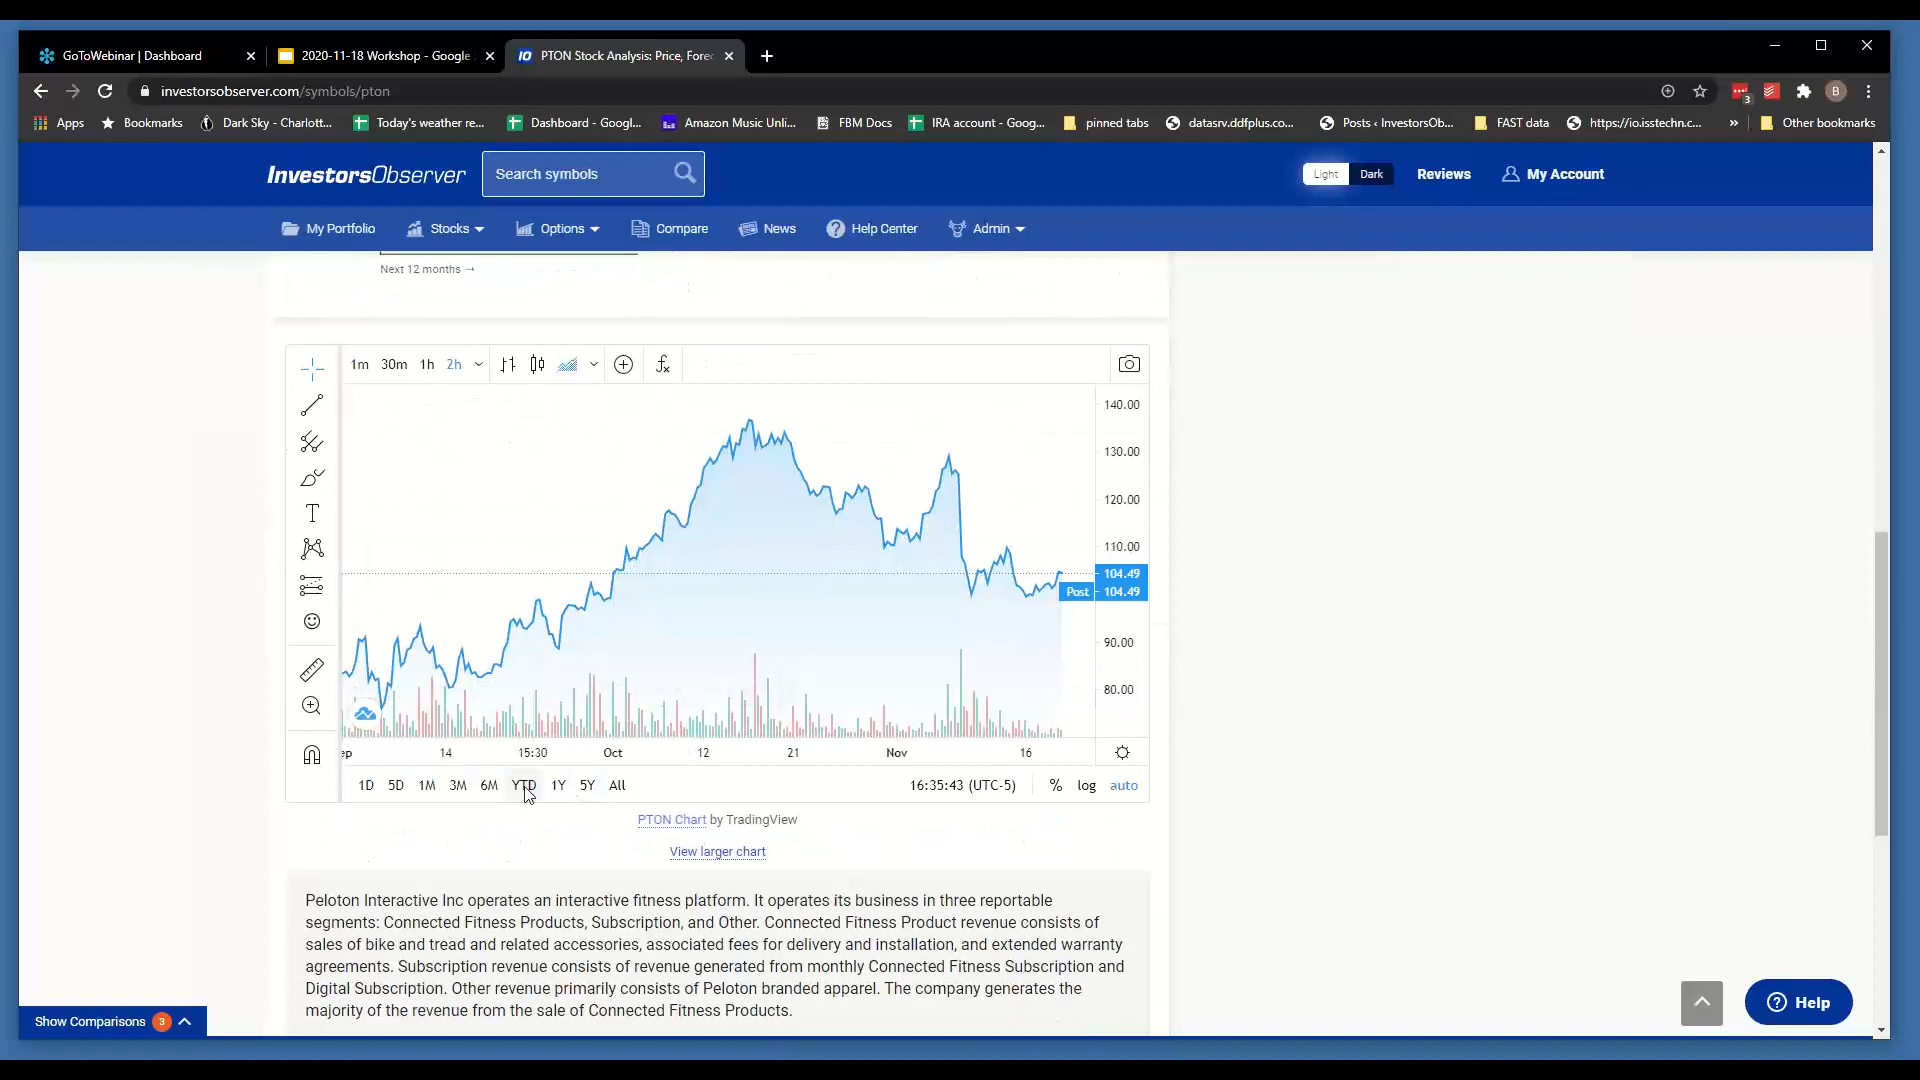 GoToWebinar | Dashboard
2020-11-18 Workshop - Google
IO PTON Stock Analysis: Price, Forec
investorsobserver.com/symbols/pton
3
B
Apps
Bookmarks
Dark Sky - Charlott...
Today's weather re...
Dashboard - Googl...
Amazon Music Unli...
FBM Docs
IRA account - Goog...
pinned tabs
datasrv.ddfplus.co...
Posts ‹ InvestorsOb...
FAST data
https://io.isstechn.c...
»
Other bookmarks
InvestorsObserver
Search symbols
Light
Dark
Reviews
My Account
My Portfolio
Stocks
Options
Compare
News
Help Center
Admin
Next 12 months →
1m 30m 1h 2h
140.00
130.00
120.00
110.00
104.49
Post 104.49
90.00
80.00
ep 14 15:30 Oct 12 21 Nov 16
1D 5D 1M 3M 6M YTD 1Y 5Y All
16:35:43 (UTC-5) % log auto
PTON Chart by TradingView
View larger chart
Peloton Interactive Inc operates an interactive fitness platform. It operates its business in three reportable
segments: Connected Fitness Products, Subscription, and Other. Connected Fitness Product revenue consists of
sales of bike and tread and related accessories, associated fees for delivery and installation, and extended warranty
agreements. Subscription revenue consists of revenue generated from monthly Connected Fitness Subscription and
Digital Subscription. Other revenue primarily consists of Peloton branded apparel. The company generates the
majority of the revenue from the sale of Connected Fitness Products.
Show Comparisons 3
Help